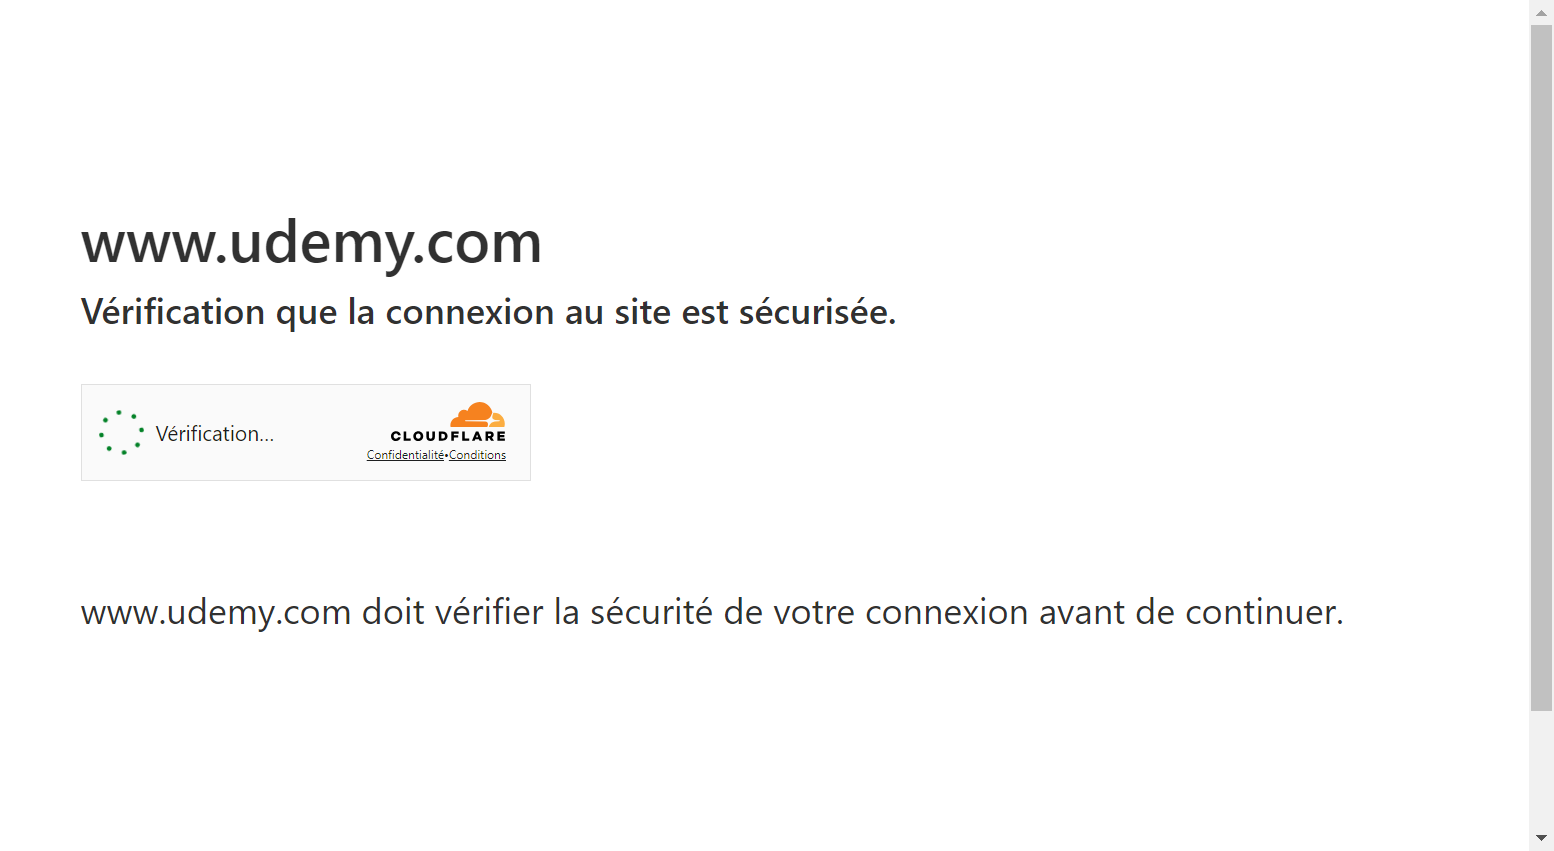 www.udemy.com
Vérification que la connexion au site est sécurisée.
Vérification...
CLOUDFLARE
Confidentialité•Conditions
www.udemy.com doit vérifier la sécurité de votre connexion avant de continuer.